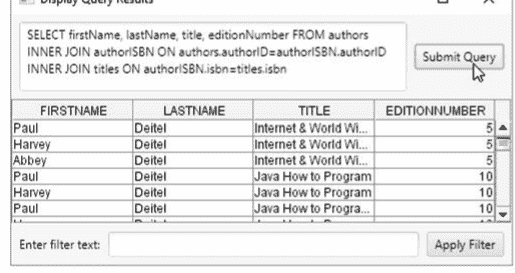 Display Query Results
SELECT firstName, lastName, title, editionNumber FROM authors
INNER JOIN authorISBN ON authors.authorID=authorISBN.authorID
INNER JOIN titles ON authorISBN.isbn=titles.isbn
Submit Query
FIRSTNAME LASTNAME TITLE EDITIONNUMBER
Paul Deitel Internet & World Wi... 5
Harvey Deitel Internet & World Wi... 5
Abbey Deitel Internet & World Wi... 5
Paul Deitel Java How to Program 10
Harvey Deitel Java How to Program 10
Paul Deitel Java How to Progra... 10
Enter filter text: Apply Filter